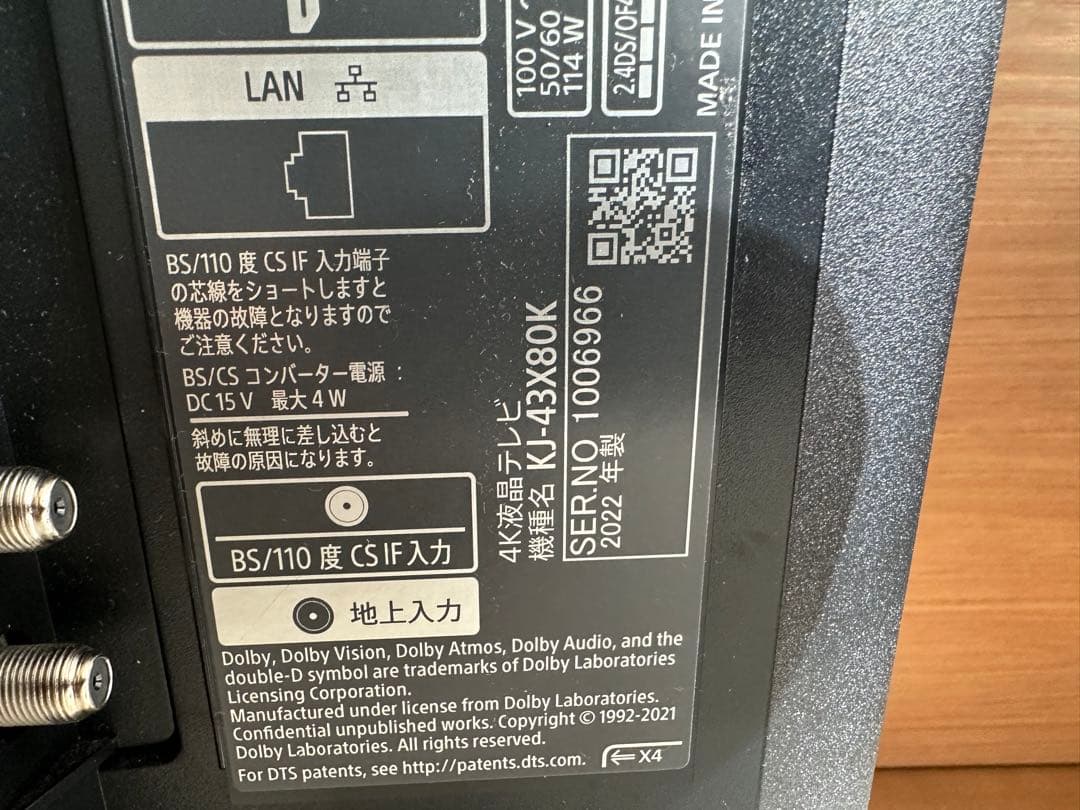 LAN
BS/110 度 CS IF 入力端子
の芯線をショートしますと
機器の故障となりますので
ご注意ください。
BS/CS コンバーター電源：
DC 15 V 最大 4 W
斜めに無理に差し込むと
故障の原因になります。
BS/110 度 CS IF 入力
地上入力
Dolby, Dolby Vision, Dolby Atmos, Dolby Audio, and the
double-D symbol are trademarks of Dolby Laboratories
Licensing Corporation.
Manufactured under license from Dolby Laboratories.
Confidential unpublished works. Copyright © 1992-2021
Dolby Laboratories. All rights reserved.
For DTS patents, see http://patents.dts.com.
X4
100 V
50/60
114 W
2.4DS/OF4
MADE IN
4K液晶テレビ
機種名 KJ-43X80K
SER.NO 1006966
2022 年製